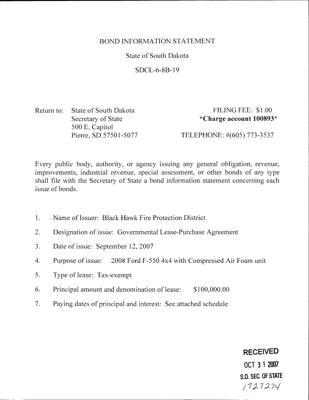 BOND INFORMATION STATEMENT
State of South Dakota
SDCL-6-8B-19
Return to: State of South Dakota FILING FEE: $1.00
Secretary of State *Charge account 100893*
500 E. Capitol
Pierre, SD 57501-5077 TELEPHONE: #(605) 773-3537
Every public body, authority, or agency issuing any general obligation, revenue,
improvements, industrial revenue, special assessment, or other bonds of any type
shall file with the Secretary of State a bond information statement concerning each
issue of bonds.
1. Name of Issuer: Black Hawk Fire Protection District
2. Designation of issue: Governmental Lease-Purchase Agreement
3. Date of issue: September 12, 2007
4. Purpose of issue: 2008 Ford F-550 4x4 with Compressed Air Foam unit
5. Type of lease: Tax-exempt
6. Principal amount and denomination of lease: $100,000.00
7. Paying dates of principal and interest: See attached schedule
RECEIVED
OCT 31 2007
S.D. SEC. OF STATE
1727274